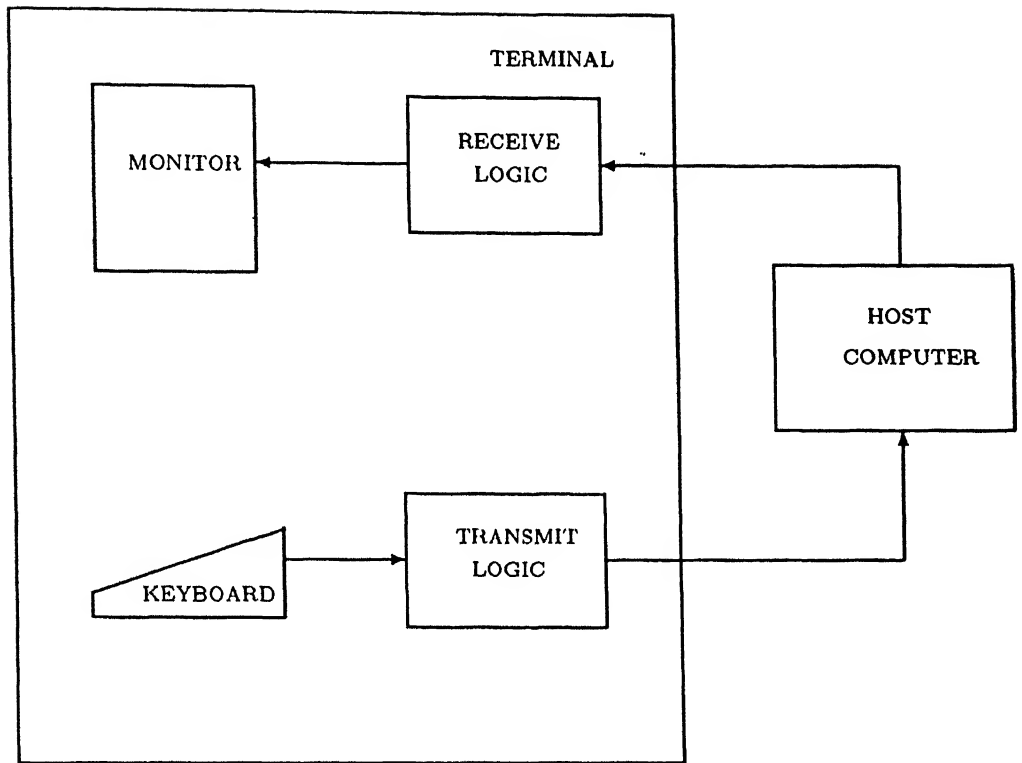 TERMINAL
MONITOR
RECEIVE
LOGIC
HOST
COMPUTER
TRANSMIT
LOGIC
KEYBOARD